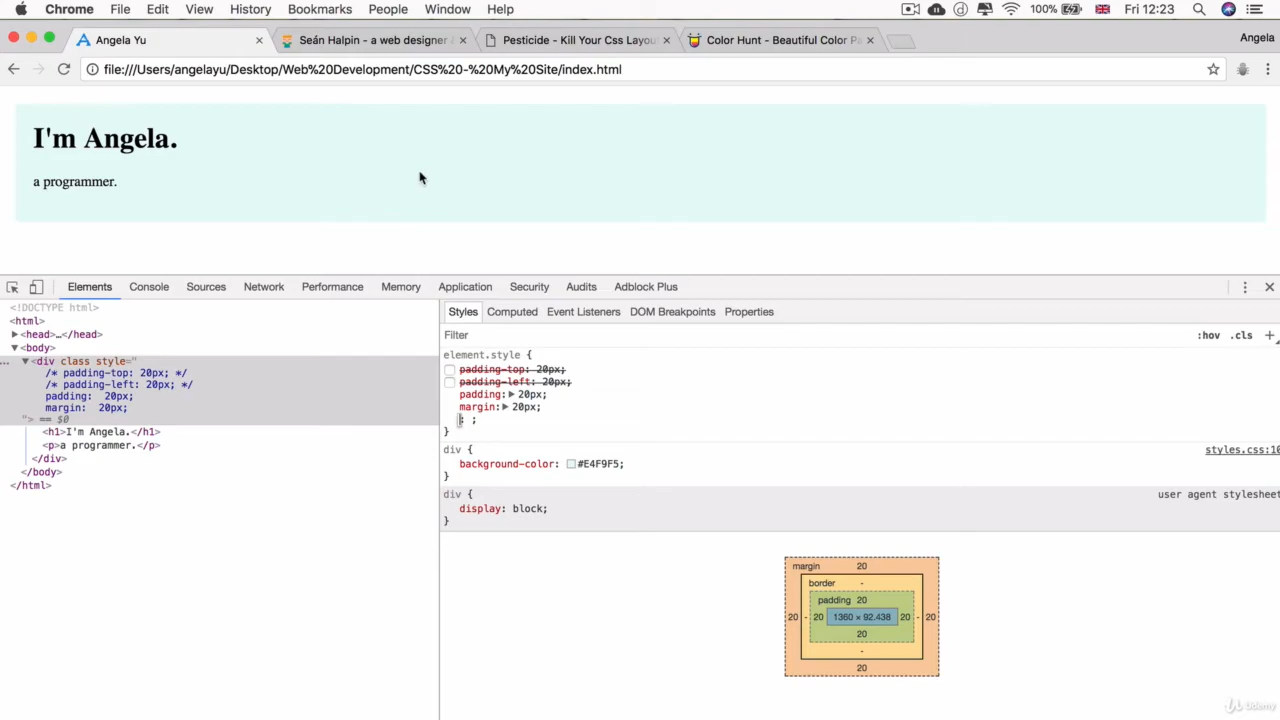 Chrome File Edit View History Bookmarks People Window Help 100% Fri 12:23
Angela Yu Seán Halpin - a web designer Pesticide - Kill Your Css Layou Color Hunt - Beautiful Color Pa Angela
file:///Users/angelayu/Desktop/Web%20Development/CSS%20-%20My%20Site/index.html
I'm Angela.
a programmer.
Elements Console Sources Network Performance Memory Application Security Audits Adblock Plus
<!DOCTYPE html>
<html>
<head>…</head>
<body>
… <div class style="
/* padding-top: 20px; */
/* padding-left: 20px; */
padding:  20px;
margin:  20px;
"> == $0
<h1>I'm Angela.</h1>
<p>a programmer.</p>
</div>
</body>
</html>
Styles Computed Event Listeners DOM Breakpoints Properties
Filter :hov .cls +
element.style {
padding-top: 20px;
padding-left: 20px;
padding: 20px;
margin: 20px;
: ;
}
div { styles.css:10
background-color: #E4F9F5;
}
div { user agent stylesheet
display: block;
}
margin 20
border -
padding 20
20 - 20 1360 × 92.438 20 - 20
20
-
20
Udemy